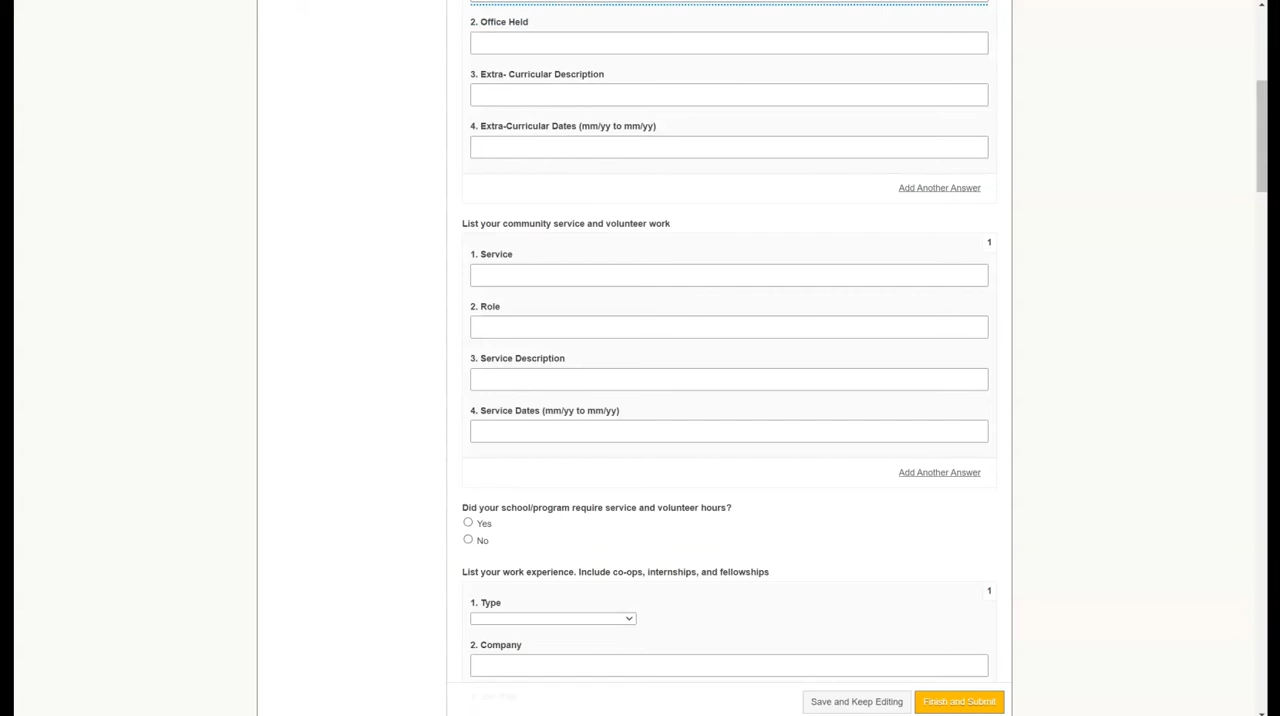 2. Office Held
3. Extra- Curricular Description
4. Extra-Curricular Dates (mm/yy to mm/yy)
Add Another Answer
List your community service and volunteer work
1
1. Service
2. Role
3. Service Description
4. Service Dates (mm/yy to mm/yy)
Add Another Answer
Did your school/program require service and volunteer hours?
Yes
No
List your work experience. Include co-ops, internships, and fellowships
1
1. Type
2. Company
Save and Keep Editing
Finish and Submit